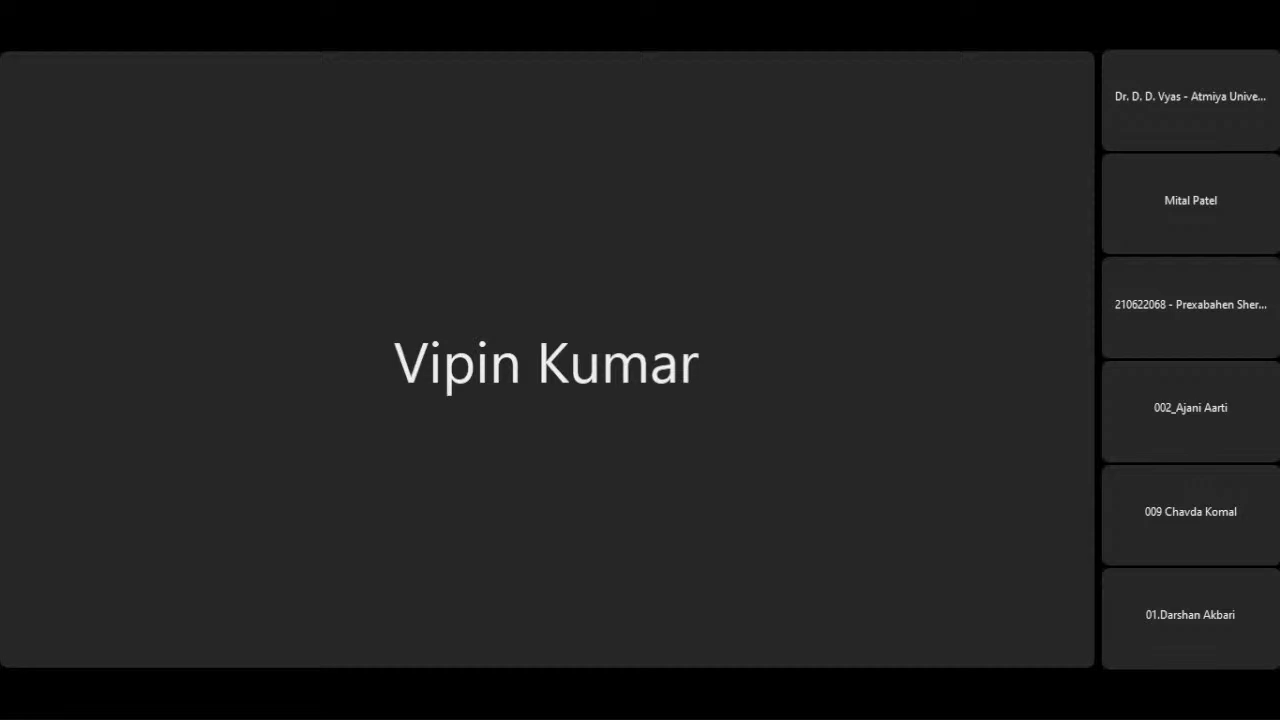 Vipin Kumar
Dr. D. D. Vyas - Atmiya Unive...
Mital Patel
210622068 - Prexabahen Sher...
002_Ajani Aarti
009 Chavda Komal
01.Darshan Akbari